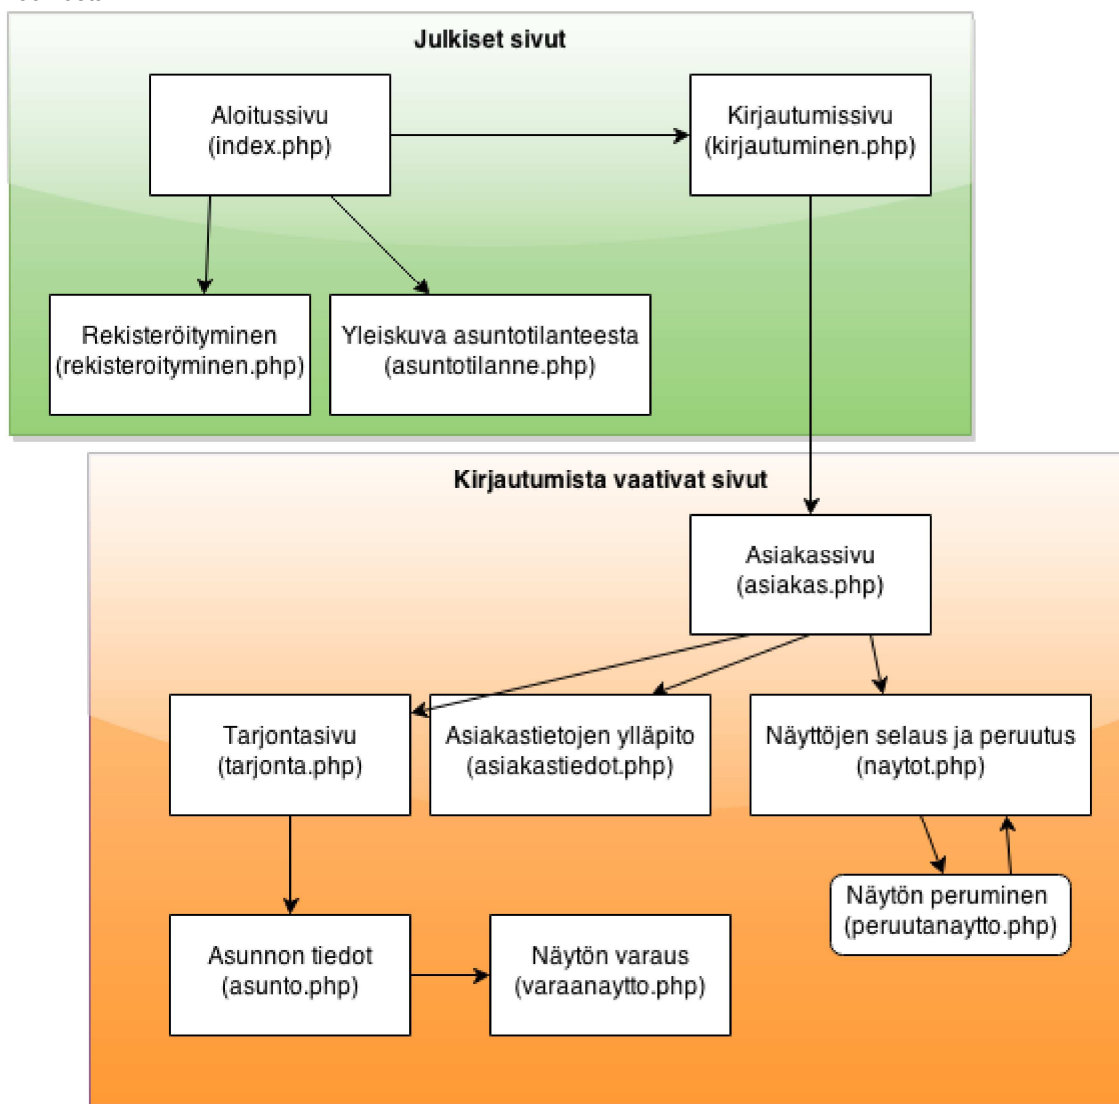 Julkiset sivut
Aloitussivu
(index.php)
Kirjautumissivu
(kirjautuminen.php)
Rekisteröityminen
(rekisteroityminen.php)
Yleiskuva asuntotilanteesta
(asuntotilanne.php)
Kirjautumista vaativat sivut
Asiakassivu
(asiakas.php)
Tarjontasivu
(tarjonta.php)
Asiakastietojen ylläpito
(asiakastiedot.php)
Näyttöjen selaus ja peruutus
(naytot.php)
Näytön peruminen
(peruutanaytto.php)
Asunnon tiedot
(asunto.php)
Näytön varaus
(varaanaytto.php)